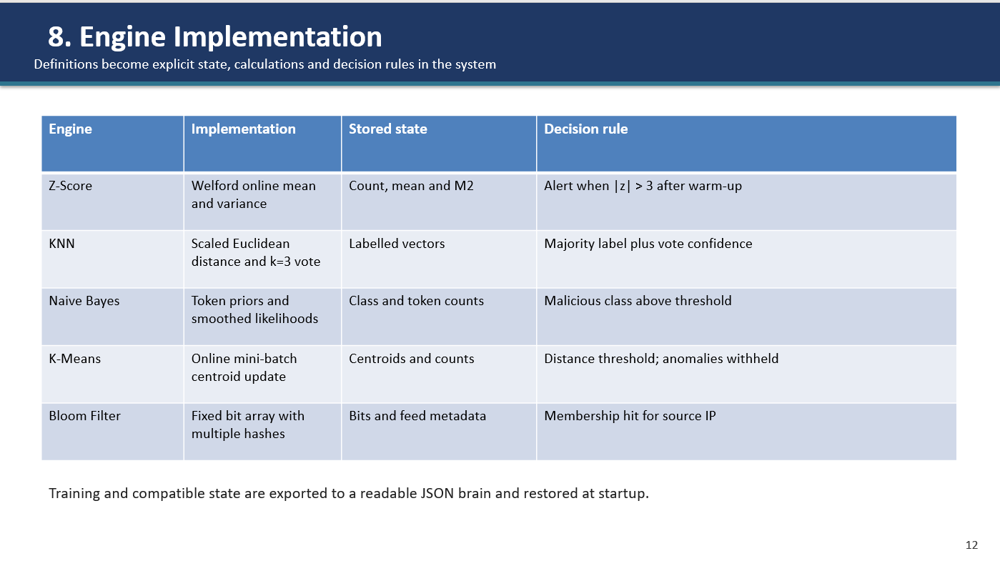 8. Engine Implementation
Definitions become explicit state, calculations and decision rules in the system
Engine
Implementation
Stored state
Decision rule
Z-Score
Welford online mean
and variance
Count, mean and M2
Alert when |z| > 3 after warm-up
KNN
Scaled Euclidean
distance and k=3 vote
Labelled vectors
Majority label plus vote confidence
Naive Bayes
Token priors and
smoothed likelihoods
Class and token counts
Malicious class above threshold
K-Means
Online mini-batch
centroid update
Centroids and counts
Distance threshold; anomalies withheld
Bloom Filter
Fixed bit array with
multiple hashes
Bits and feed metadata
Membership hit for source IP
Training and compatible state are exported to a readable JSON brain and restored at startup.
12